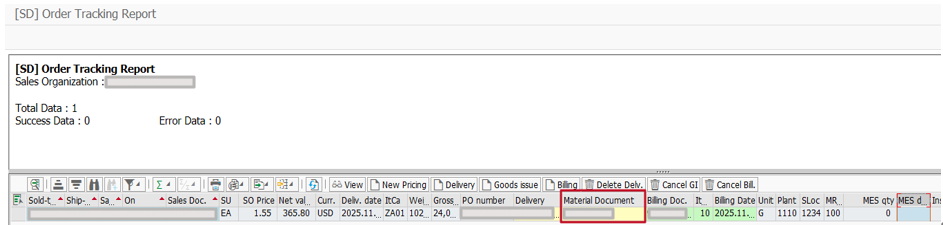 [SD] Order Tracking Report
[SD] Order Tracking Report
Sales Organization :
Total Data : 1
Success Data : 0 Error Data : 0
View New Pricing Delivery Goods issue Billing Delete Delv. Cancel GI Cancel Bill.
Sold-t... Ship-... Sa... On Sales Doc. SU SO Price Net val... Curr. Deliv. date ItCa Wei... Gross... PO number Delivery Material Document Billing Doc. It... Billing Date Unit Plant SLoc MR... MES qty MES d... Ins
EA 1.55 365.80 USD 2025.11... ZA01 102... 24,0... 10 2025.11... G 1110 1234 100 0